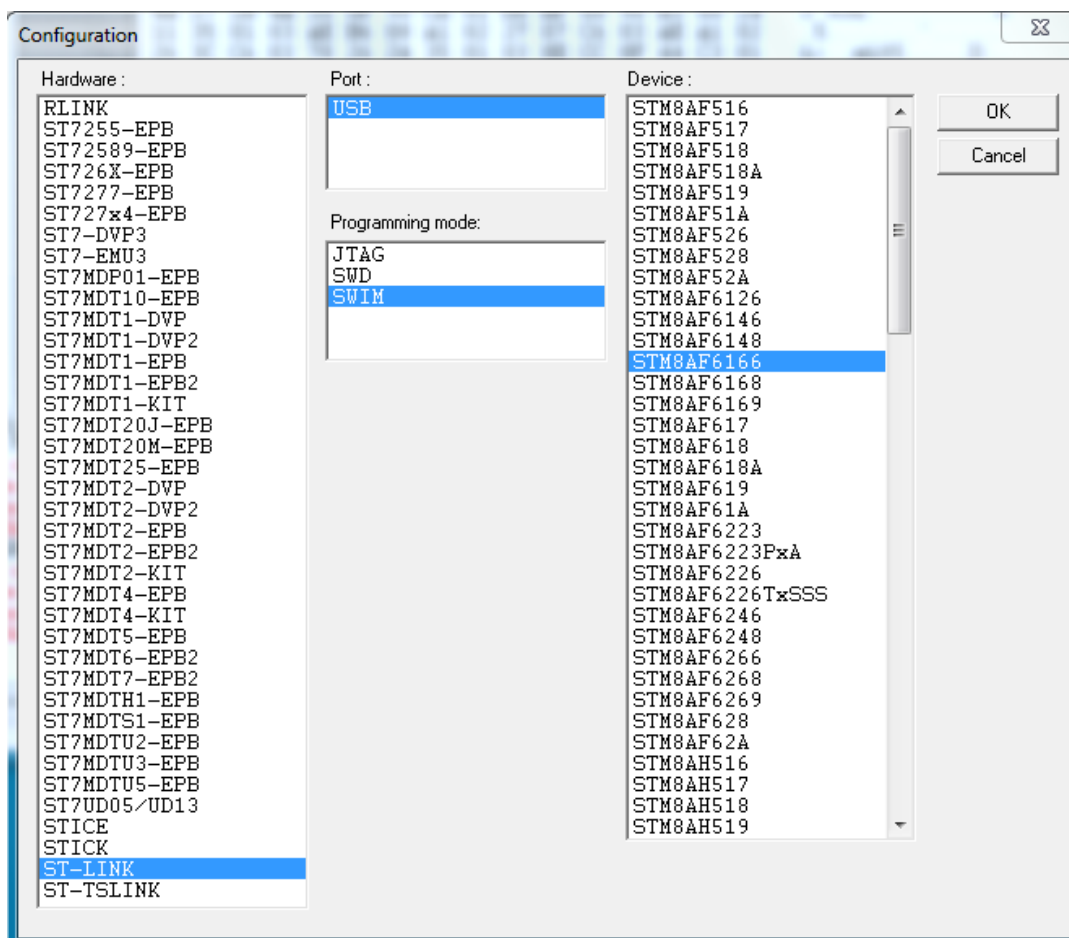 Configuration
Hardware :
RLINK
ST7255-EPB
ST72589-EPB
ST726X-EPB
ST7277-EPB
ST727x4-EPB
ST7-DVP3
ST7-EMU3
ST7MDP01-EPB
ST7MDT10-EPB
ST7MDT1-DVP
ST7MDT1-DVP2
ST7MDT1-EPB
ST7MDT1-EPB2
ST7MDT1-KIT
ST7MDT20J-EPB
ST7MDT20M-EPB
ST7MDT25-EPB
ST7MDT2-DVP
ST7MDT2-DVP2
ST7MDT2-EPB
ST7MDT2-EPB2
ST7MDT2-KIT
ST7MDT4-EPB
ST7MDT4-KIT
ST7MDT5-EPB
ST7MDT6-EPB2
ST7MDT7-EPB2
ST7MDTH1-EPB
ST7MDTS1-EPB
ST7MDTU2-EPB
ST7MDTU3-EPB
ST7MDTU5-EPB
ST7UD05/UD13
STICE
STICK
ST-LINK
ST-TSLINK
Port :
USB
Programming mode:
JTAG
SWD
SWIM
Device :
STM8AF516
STM8AF517
STM8AF518
STM8AF518A
STM8AF519
STM8AF51A
STM8AF526
STM8AF528
STM8AF52A
STM8AF6126
STM8AF6146
STM8AF6148
STM8AF6166
STM8AF6168
STM8AF6169
STM8AF617
STM8AF618
STM8AF618A
STM8AF619
STM8AF61A
STM8AF6223
STM8AF6223PxA
STM8AF6226
STM8AF6226TxSSS
STM8AF6246
STM8AF6248
STM8AF6266
STM8AF6268
STM8AF6269
STM8AF628
STM8AF62A
STM8AH516
STM8AH517
STM8AH518
STM8AH519
OK
Cancel